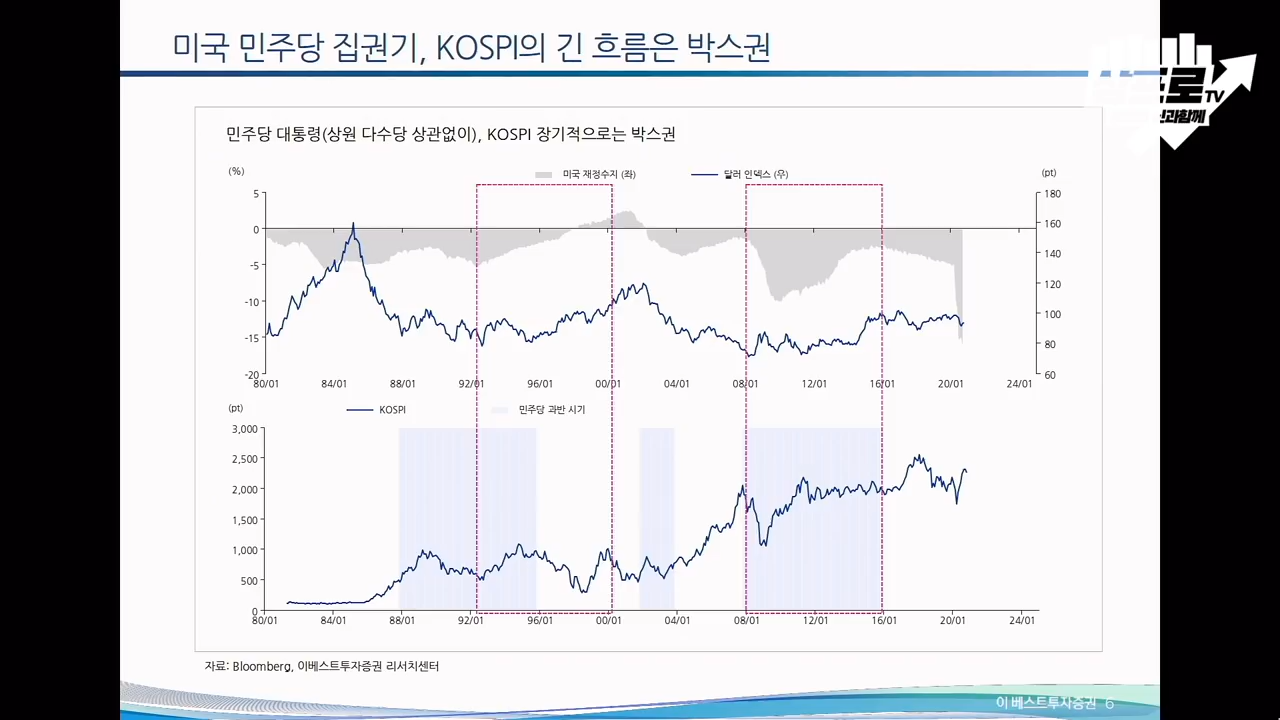 미국 민주당 집권기, KOSPI의 긴 흐름은 박스권
로TV
신과함께
민주당 대통령(상원 다수당 상관없이), KOSPI 장기적으로는 박스권
(%) 미국 재정수지 (좌) 달러 인덱스 (우) (pt)
5 180
0 160
-5 140
120
-10 100
-15 80
-20 60
80/01 84/01 88/01 92/01 96/01 00/01 04/01 08/01 12/01 16/01 20/01 24/01
(pt) KOSPI 민주당 과반 시기
3,000
2,500
2,000
1,500
1,000
500
0
80/01 84/01 88/01 92/01 96/01 00/01 04/01 08/01 12/01 16/01 20/01 24/01
자료: Bloomberg, 이베스트투자증권 리서치센터
이베스트투자증권 6